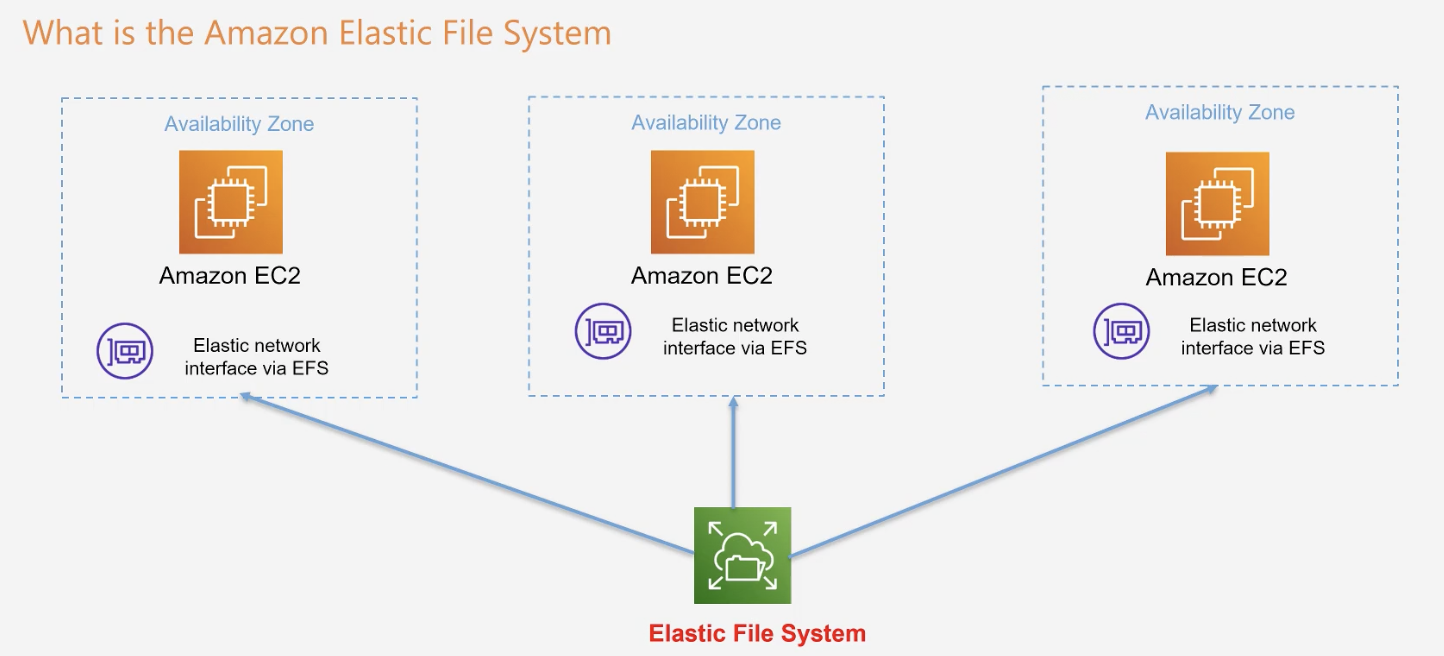 What is the Amazon Elastic File System
Availability Zone
Amazon EC2
Elastic network
interface via EFS
Availability Zone
Amazon EC2
Elastic network
interface via EFS
Availability Zone
Amazon EC2
Elastic network
interface via EFS
Elastic File System